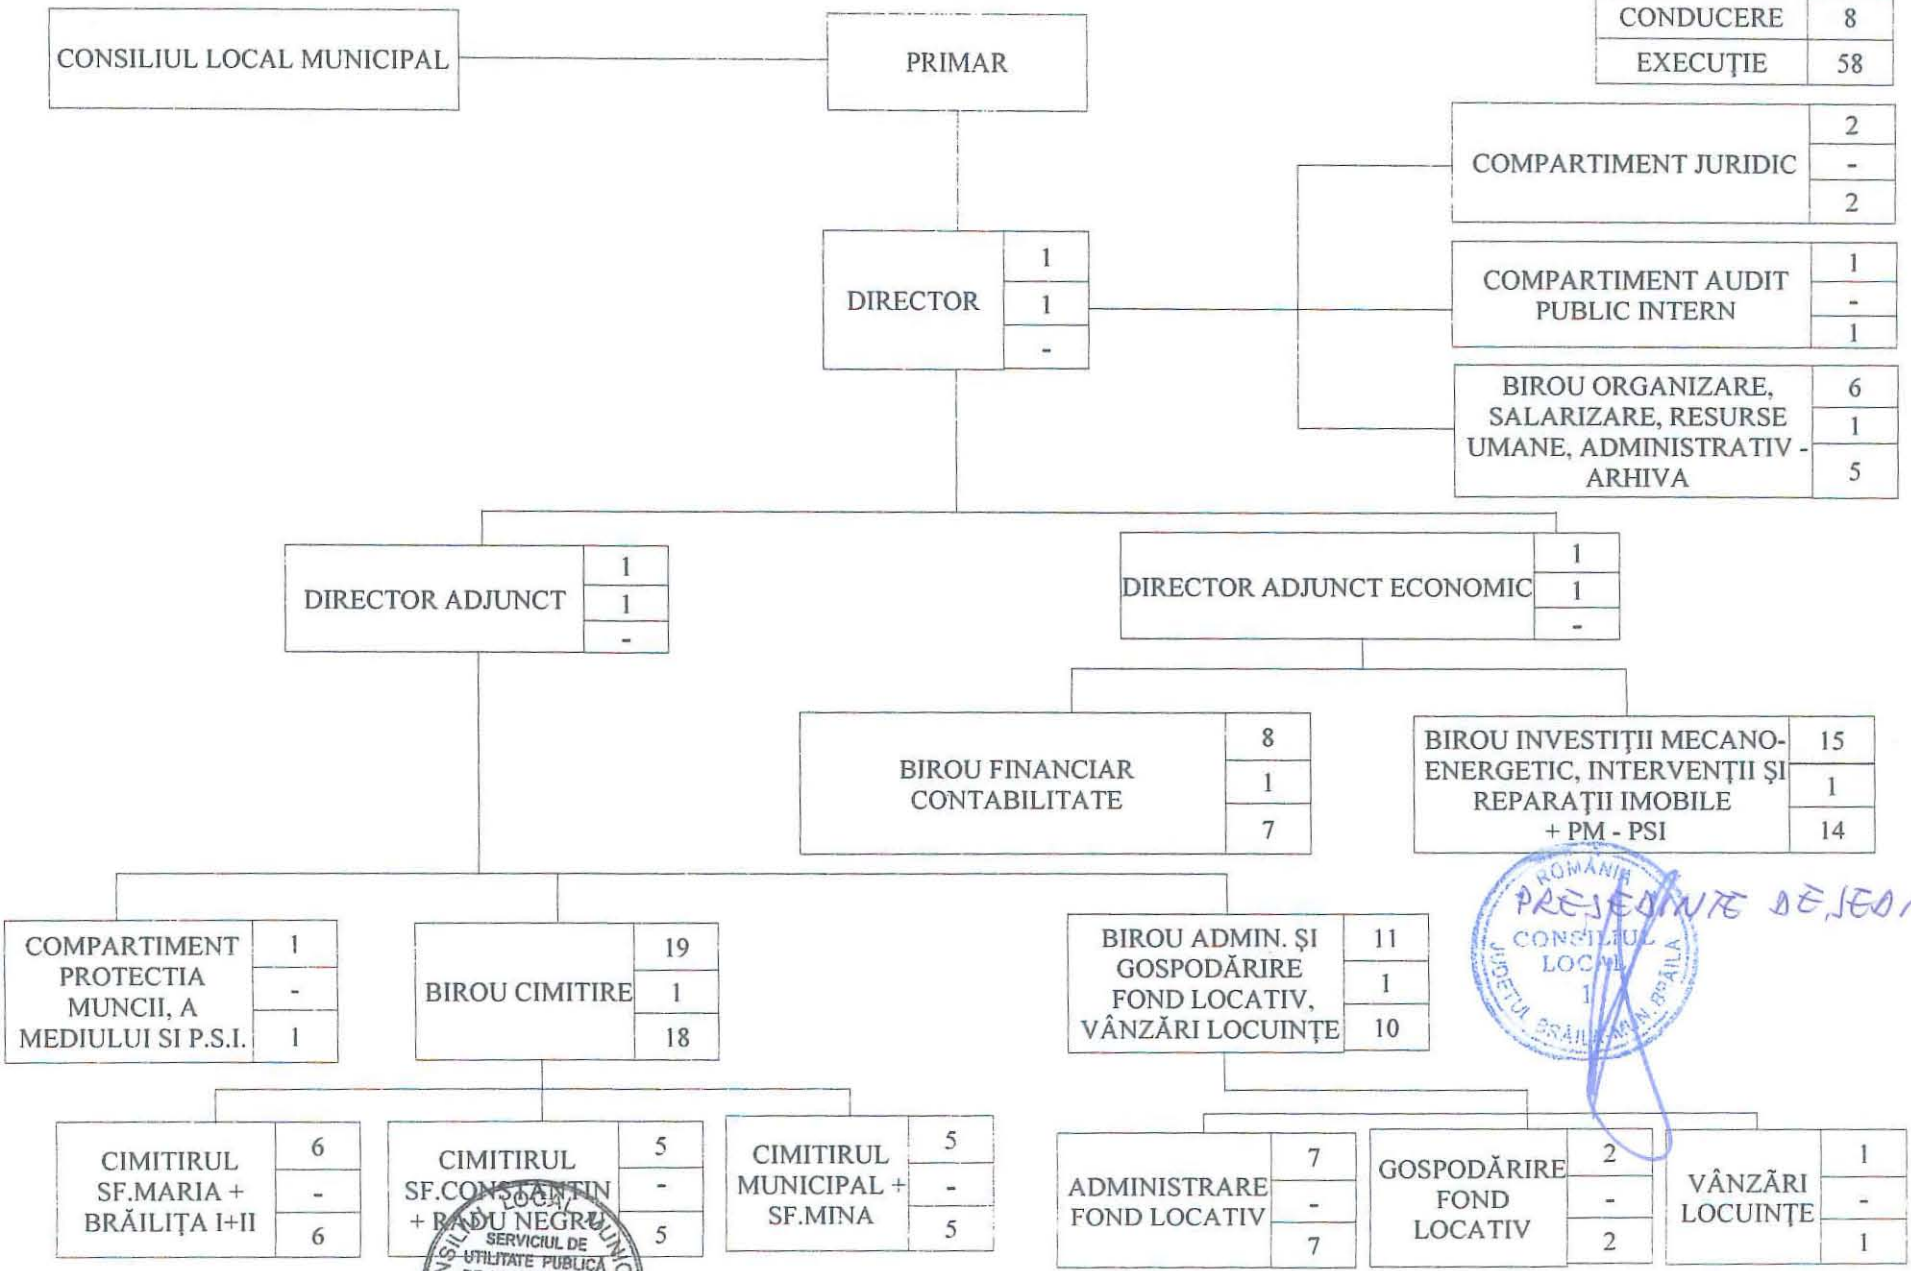 CONDUCERE 8
EXECUȚIE 58
CONSILIUL LOCAL MUNICIPAL
PRIMAR
COMPARTIMENT JURIDIC
2
-
2
DIRECTOR
1
1
-
COMPARTIMENT AUDIT
PUBLIC INTERN
1
-
1
BIROU ORGANIZARE,
SALARIZARE, RESURSE
UMANE, ADMINISTRATIV -
ARHIVA
6
1
5
DIRECTOR ADJUNCT
1
1
-
DIRECTOR ADJUNCT ECONOMIC
1
1
-
BIROU FINANCIAR
CONTABILITATE
8
1
7
BIROU INVESTIȚII MECANO-
ENERGETIC, INTERVENȚII ȘI
REPARAȚII IMOBILE
+ PM - PSI
15
1
14
COMPARTIMENT
PROTECTIA
MUNCII, A
MEDIULUI SI P.S.I.
1
-
1
BIROU CIMITIRE
19
1
18
BIROU ADMIN. ȘI
GOSPODĂRIRE
FOND LOCATIV,
VÂNZĂRI LOCUINȚE
11
1
10
ROMÂNIA
PREȘEDINTE DE
CONSILIUL
LOCAL
1
JUDEȚUL BRĂILA MUN. BRĂILA
CIMITIRUL
SF.MARIA +
BRĂILIȚA I+II
6
-
6
CIMITIRUL
SF.CONSTANTIN
+ RADU NEGRU
5
-
5
CIMITIRUL
MUNICIPAL +
SF.MINA
5
-
5
ADMINISTRARE
FOND LOCATIV
7
-
7
GOSPODĂRIRE
FOND
LOCATIV
2
-
2
VÂNZĂRI
LOCUINȚE
1
-
1
LOCAL
SERVICIUL DE
UTILITATE PUBLICĂ